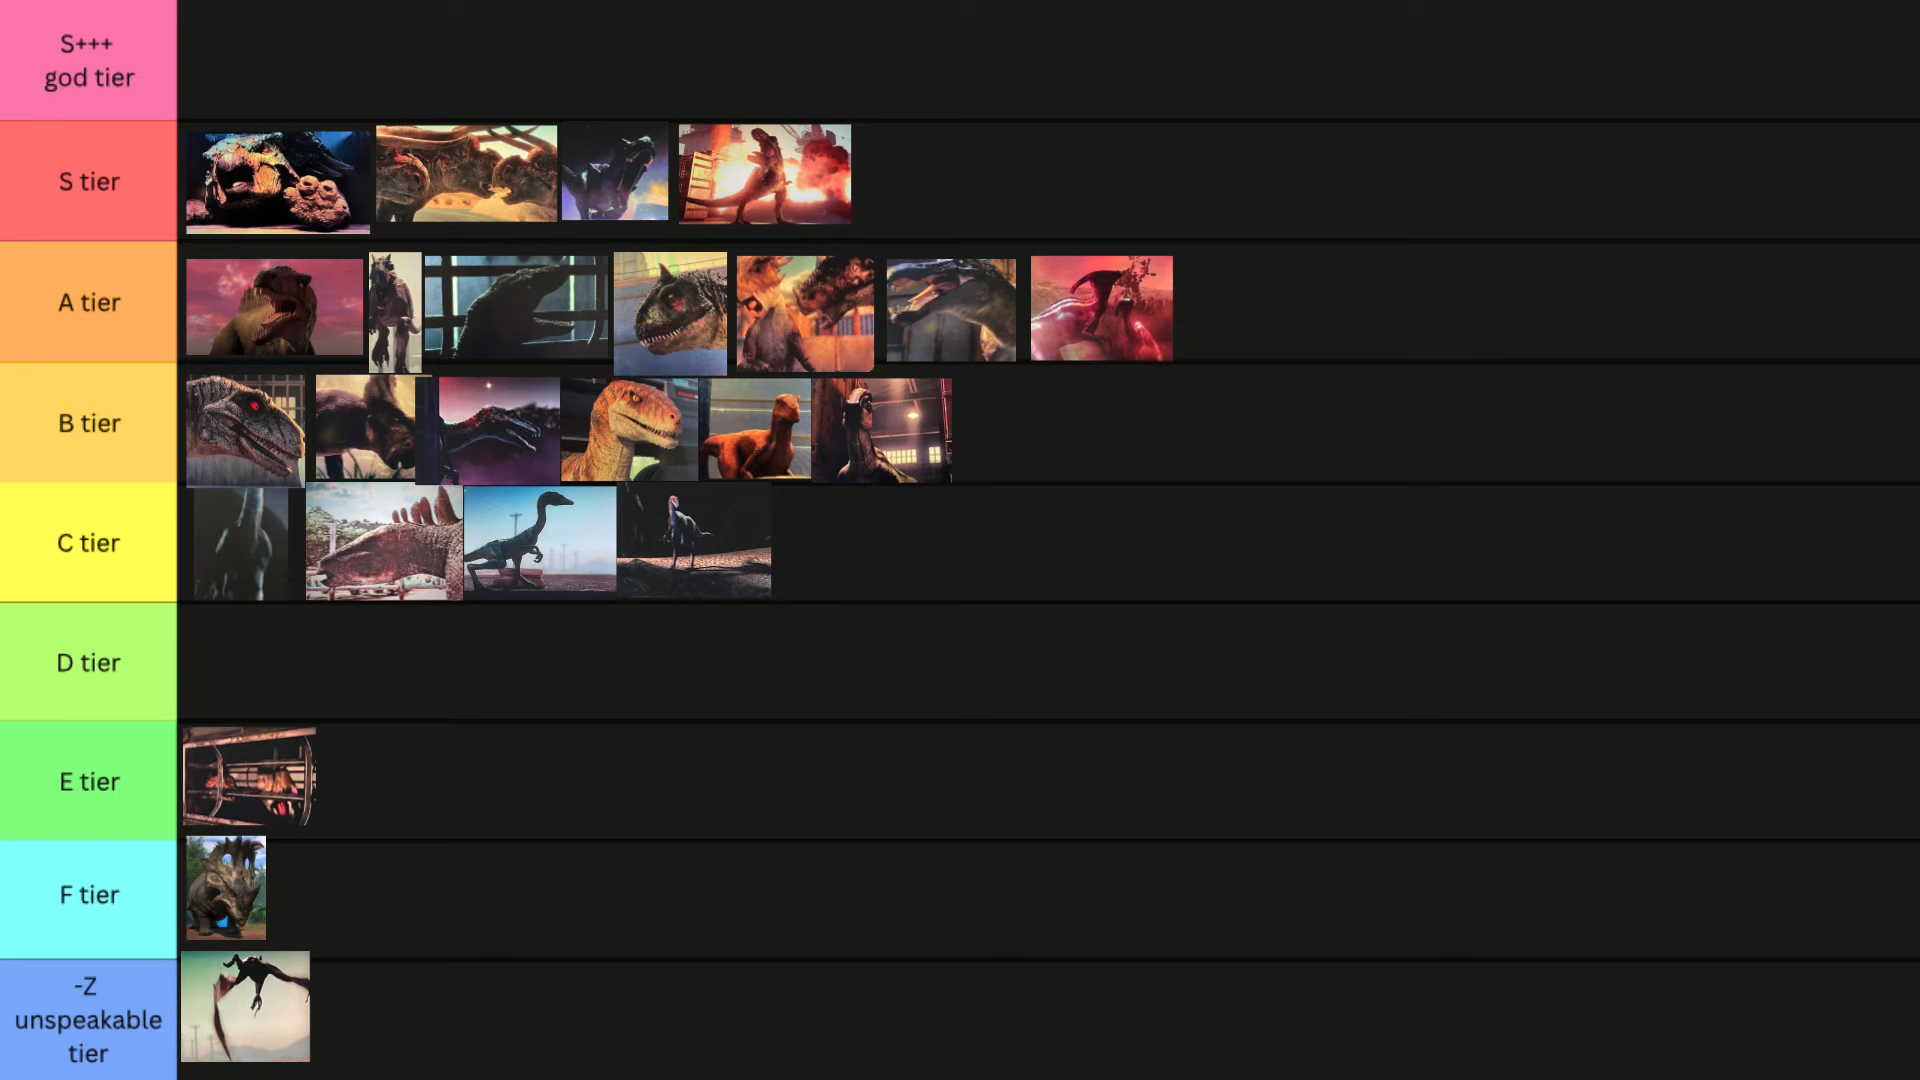 S+++
god tier
S tier
A tier
B tier
C tier
D tier
E tier
F tier
-Z
unspeakable
tier